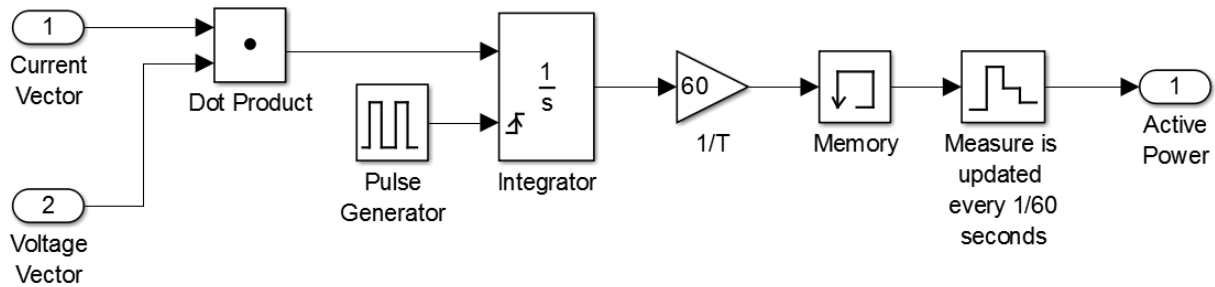 1
Current
Vector
Dot Product
2
Voltage
Vector
Pulse
Generator
1
s
Integrator
60
1/T
Memory
Measure is
updated
every 1/60
seconds
1
Active
Power